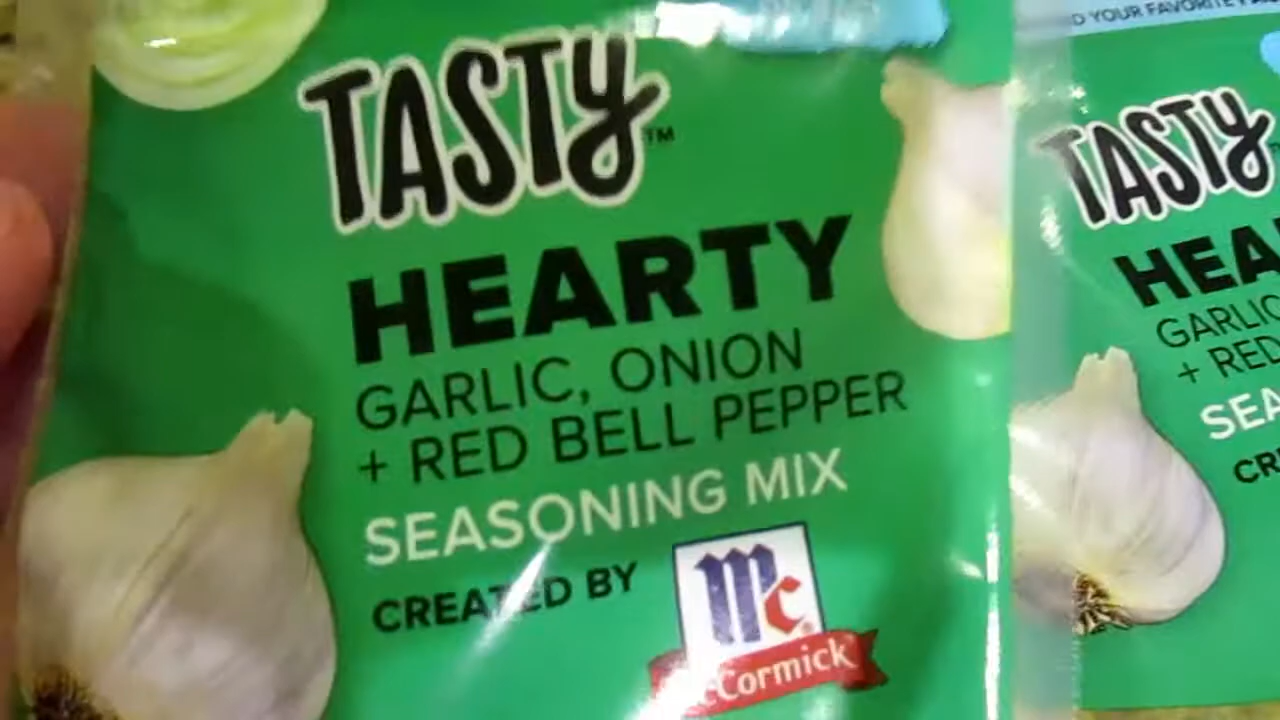 TASTY™
HEARTY
GARLIC, ONION
+ RED BELL PEPPER
SEASONING MIX
CREATED BY
Mc
McCormick
D YOUR FAVORITE
TASTY
HEA
GARLIC
+ RED
SEA
CR